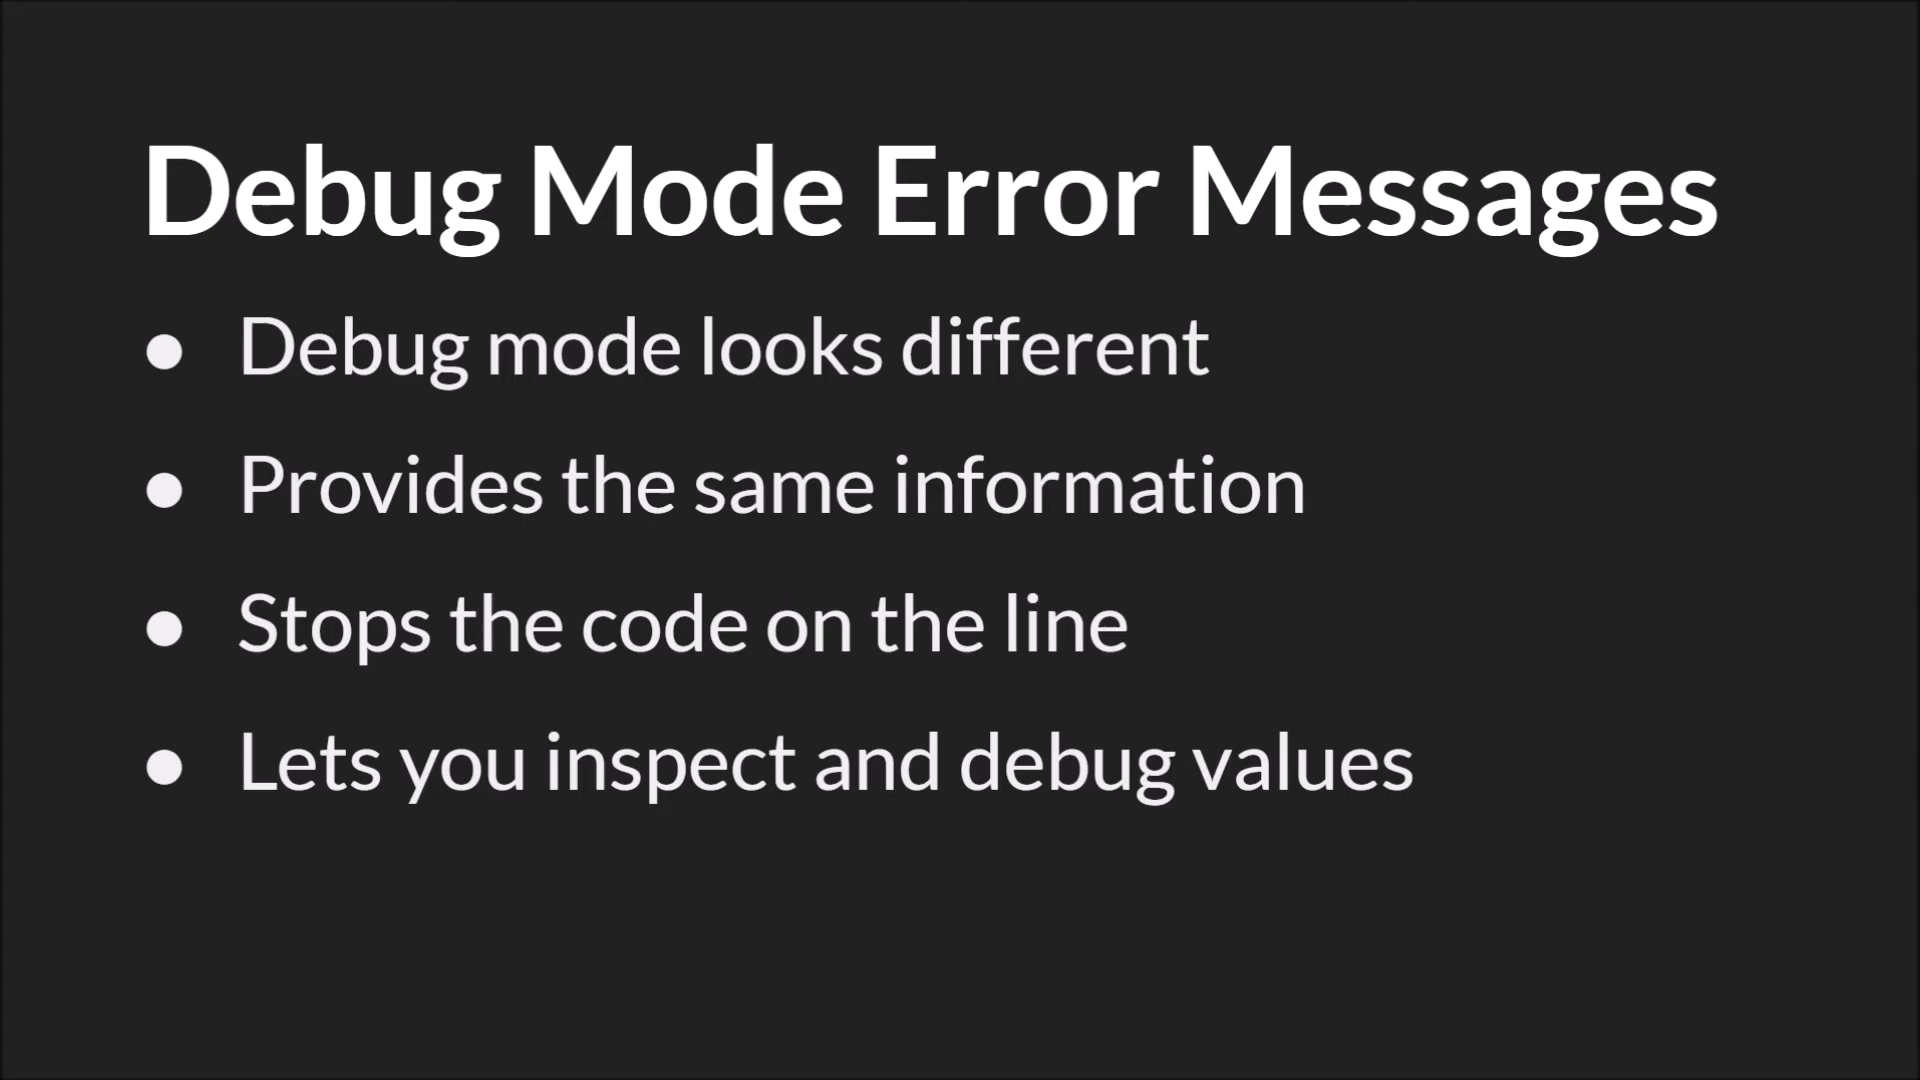 Debug Mode Error Messages
● Debug mode looks different
● Provides the same information
● Stops the code on the line
● Lets you inspect and debug values